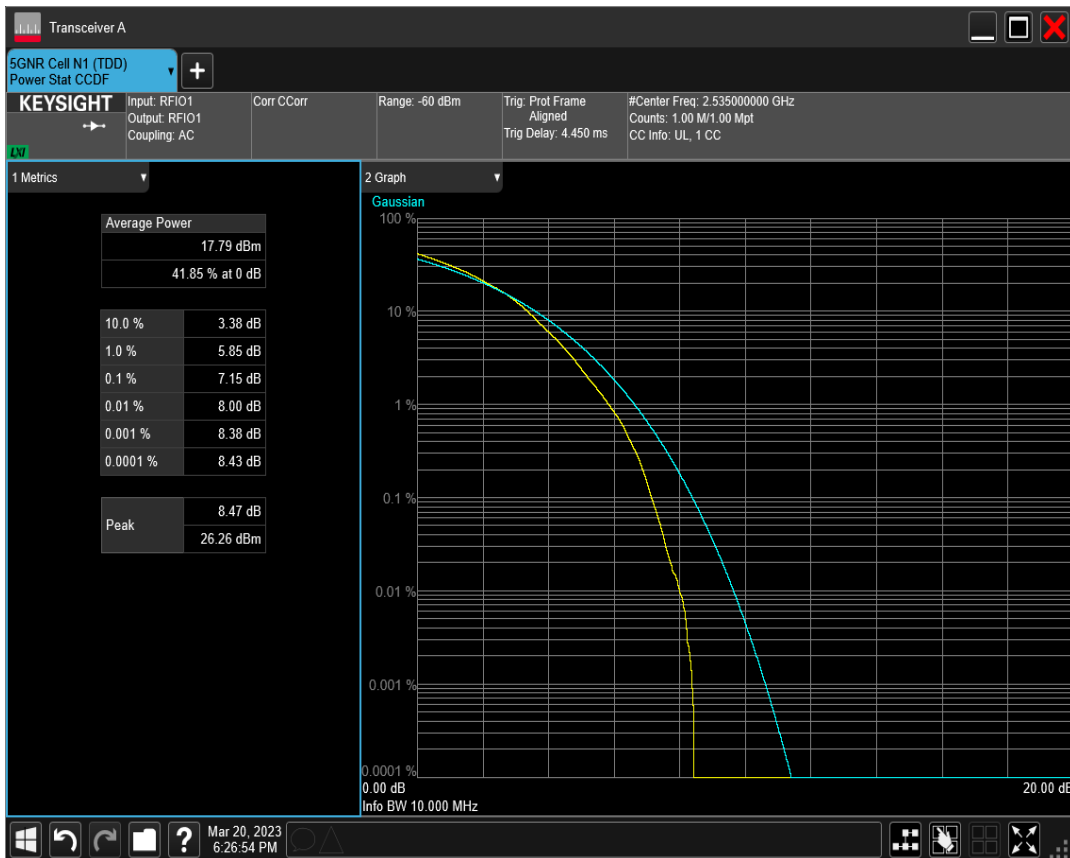 Transceiver A
5GNR Cell N1 (TDD)
Power Stat CCDF
KEYSIGHT
LXI
Input: RFIO1
Output: RFIO1
Coupling: AC
Corr CCorr
Range: -60 dBm
Trig: Prot Frame
Aligned
Trig Delay: 4.450 ms
#Center Freq: 2.535000000 GHz
Counts: 1.00 M/1.00 Mpt
CC Info: UL, 1 CC
1 Metrics
Average Power
17.79 dBm
41.85 % at 0 dB
10.0 % 3.38 dB
1.0 % 5.85 dB
0.1 % 7.15 dB
0.01 % 8.00 dB
0.001 % 8.38 dB
0.0001 % 8.43 dB
Peak
8.47 dB
26.26 dBm
2 Graph
Gaussian
100 %
10 %
1 %
0.1 %
0.01 %
0.001 %
0.0001 %
0.00 dB 20.00 dB
Info BW 10.000 MHz
?
Mar 20, 2023
6:26:54 PM